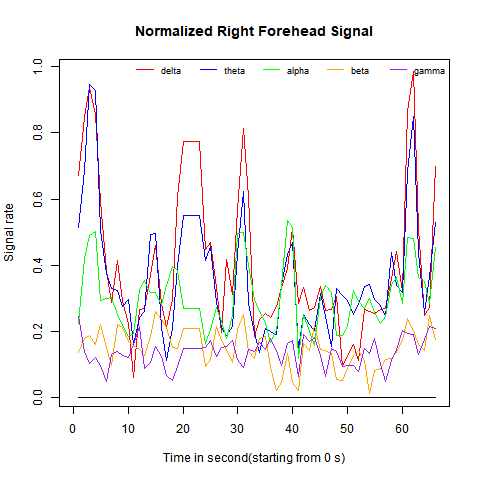 Normalized Right Forehead Signal
delta theta alpha beta gamma
Signal rate
0.0 0.2 0.4 0.6 0.8 1.0
0 10 20 30 40 50 60
Time in second(starting from 0 s)